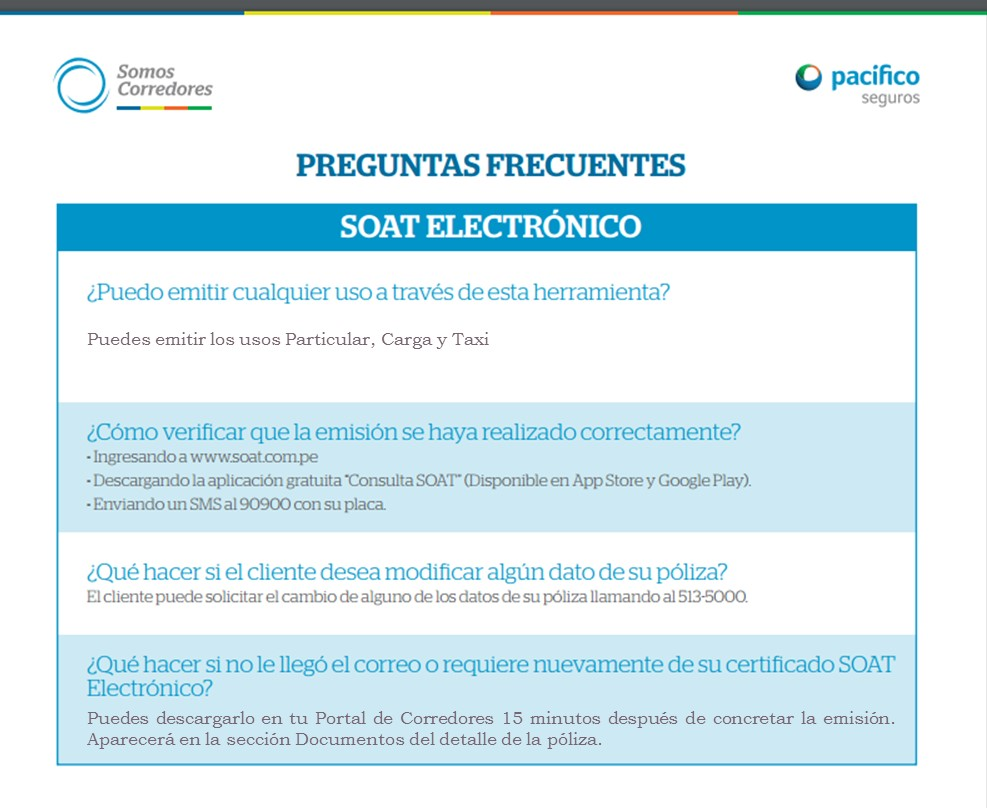 Somos
Corredores
pacífico
seguros
PREGUNTAS FRECUENTES
SOAT ELECTRÓNICO
¿Puedo emitir cualquier uso a través de esta herramienta?
Puedes emitir los usos Particular, Carga y Taxi
¿Cómo verificar que la emisión se haya realizado correctamente?
• Ingresando a www.soat.com.pe
• Descargando la aplicación gratuita "Consulta SOAT" (Disponible en App Store y Google Play).
• Enviando un SMS al 90900 con su placa.
¿Qué hacer si el cliente desea modificar algún dato de su póliza?
El cliente puede solicitar el cambio de alguno de los datos de su póliza llamando al 513-5000.
¿Qué hacer si no le llegó el correo o requiere nuevamente de su certificado SOAT
Electrónico?
Puedes descargarlo en tu Portal de Corredores 15 minutos después de concretar la emisión.
Aparecerá en la sección Documentos del detalle de la póliza.